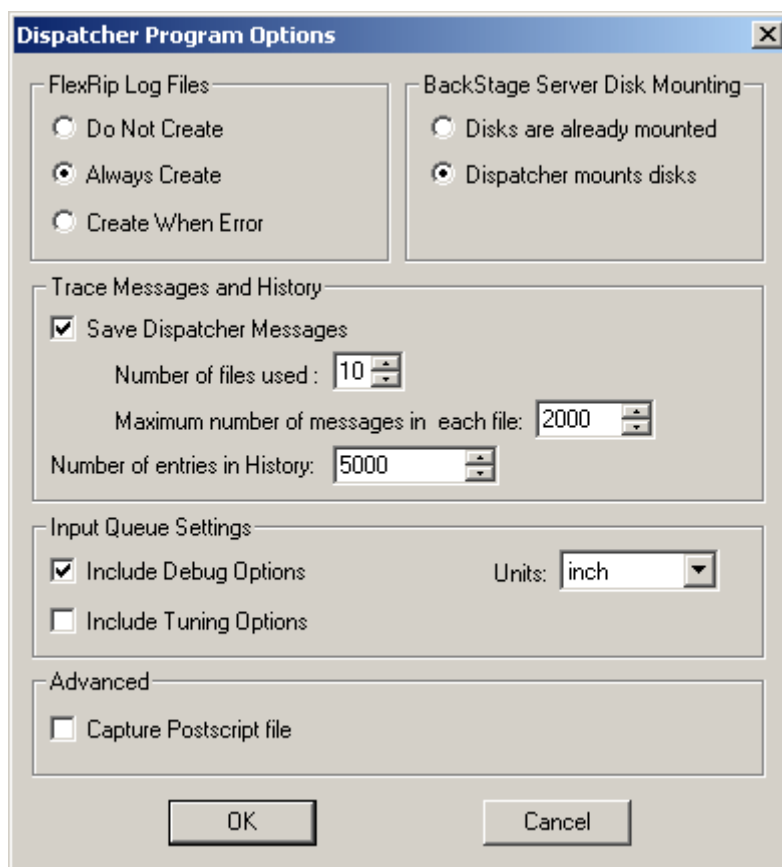 Dispatcher Program Options
FlexRip Log Files
Do Not Create
Always Create
Create When Error
BackStage Server Disk Mounting
Disks are already mounted
Dispatcher mounts disks
Trace Messages and History
Save Dispatcher Messages
Number of files used : 10
Maximum number of messages in each file: 2000
Number of entries in History: 5000
Input Queue Settings
Include Debug Options
Units: inch
Include Tuning Options
Advanced
Capture Postscript file
OK
Cancel